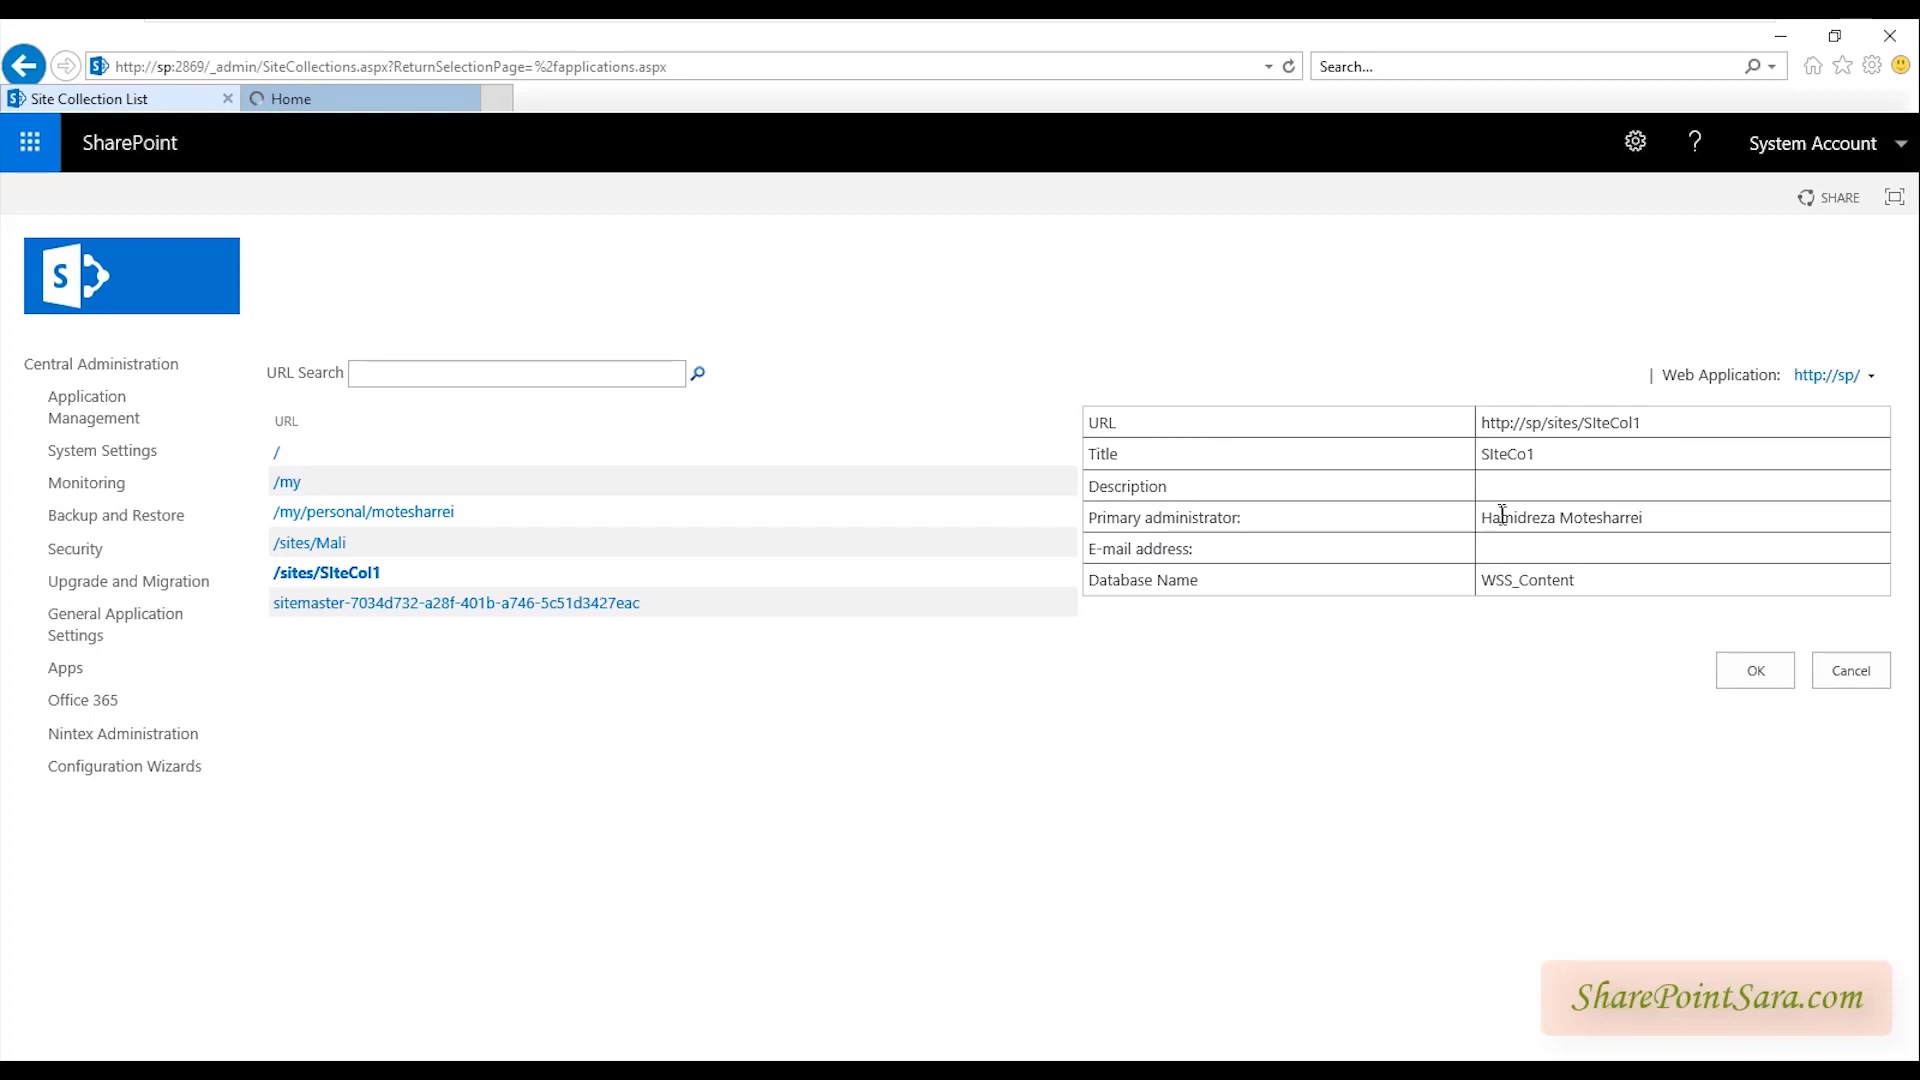 http://sp:2869/_admin/SiteCollections.aspx?ReturnSelectionPage=%2fapplications.aspx
Search...
Site Collection List
Home
SharePoint
?
System Account
SHARE
S
Central Administration
Application
Management
System Settings
Monitoring
Backup and Restore
Security
Upgrade and Migration
General Application
Settings
Apps
Office 365
Nintex Administration
Configuration Wizards
URL Search
| Web Application: http://sp/
URL
/
/my
/my/personal/motesharrei
/sites/Mali
/sites/SIteCol1
sitemaster-7034d732-a28f-401b-a746-5c51d3427eac
URL http://sp/sites/SIteCol1
Title SIteCo1
Description
Primary administrator: Hamidreza Motesharrei
E-mail address:
Database Name WSS_Content
OK Cancel
SharePointSara.com